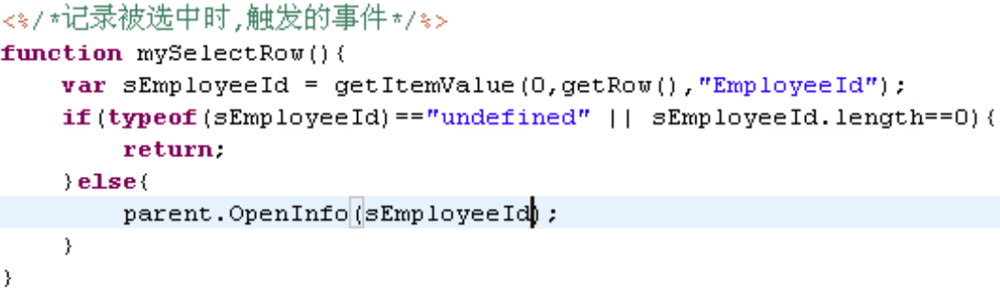 <%/*记录被选中时,触发的事件*/%>
function mySelectRow(){
    var sEmployeeId = getItemValue(0,getRow(),"EmployeeId");
    if(typeof(sEmployeeId)=="undefined" || sEmployeeId.length==0){
        return;
    }else{
        parent.OpenInfo(sEmployeeId);
    }
}